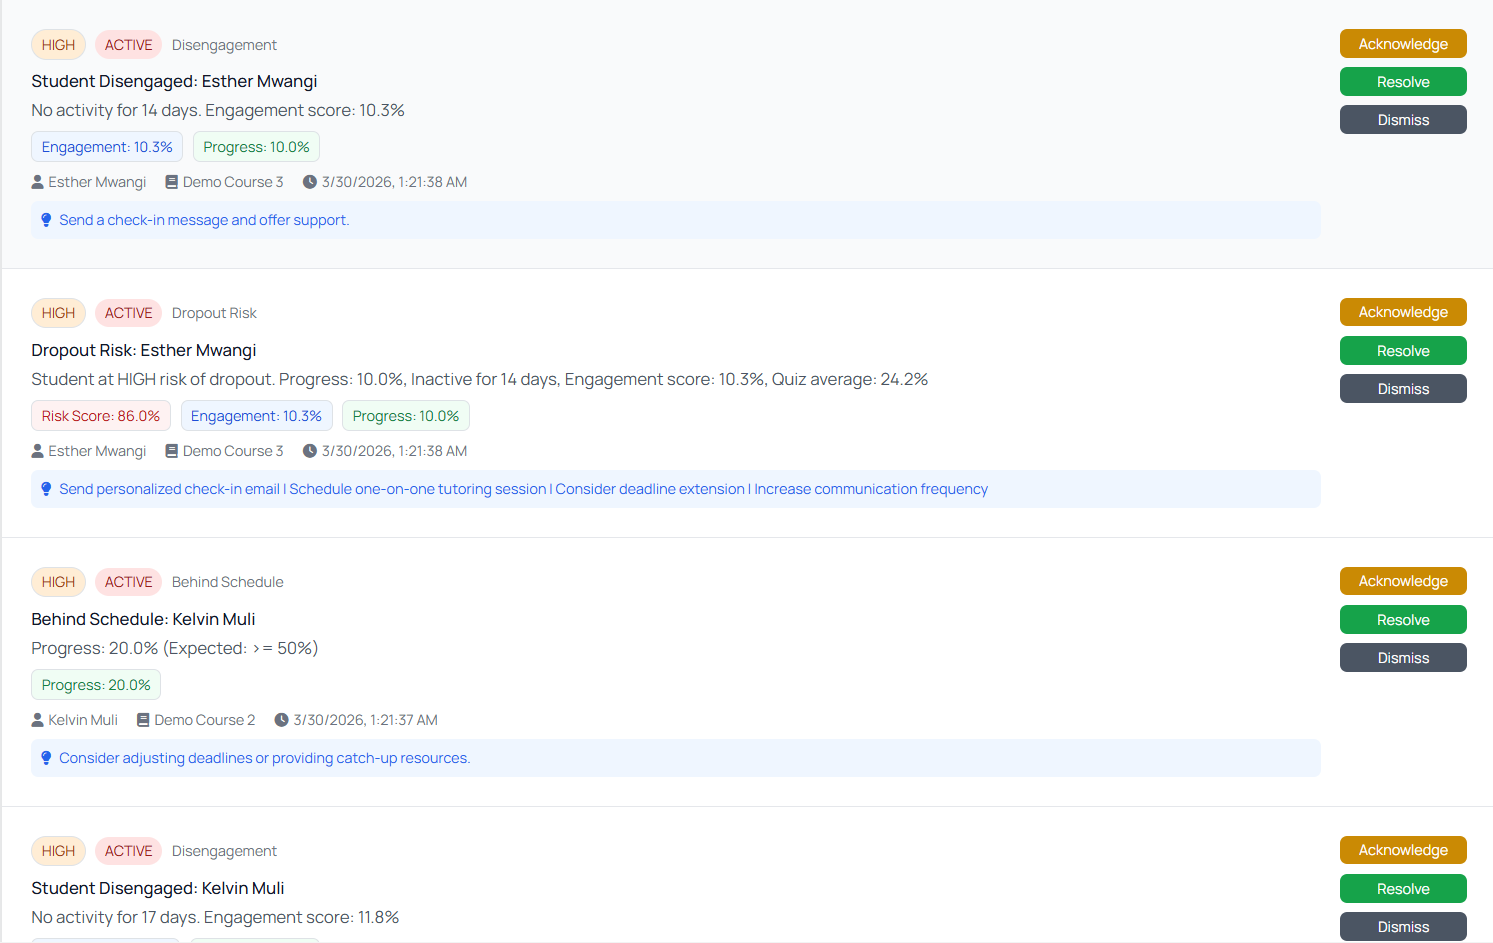 HIGH ACTIVE Disengagement Acknowledge
Student Disengaged: Esther Mwangi Resolve
No activity for 14 days. Engagement score: 10.3% Dismiss
Engagement: 10.3% Progress: 10.0%
Esther Mwangi Demo Course 3 3/30/2026, 1:21:38 AM
Send a check-in message and offer support.
HIGH ACTIVE Dropout Risk Acknowledge
Dropout Risk: Esther Mwangi Resolve
Student at HIGH risk of dropout. Progress: 10.0%, Inactive for 14 days, Engagement score: 10.3%, Quiz average: 24.2% Dismiss
Risk Score: 86.0% Engagement: 10.3% Progress: 10.0%
Esther Mwangi Demo Course 3 3/30/2026, 1:21:38 AM
Send personalized check-in email | Schedule one-on-one tutoring session | Consider deadline extension | Increase communication frequency
HIGH ACTIVE Behind Schedule Acknowledge
Behind Schedule: Kelvin Muli Resolve
Progress: 20.0% (Expected: >= 50%) Dismiss
Progress: 20.0%
Kelvin Muli Demo Course 2 3/30/2026, 1:21:37 AM
Consider adjusting deadlines or providing catch-up resources.
HIGH ACTIVE Disengagement Acknowledge
Student Disengaged: Kelvin Muli Resolve
No activity for 17 days. Engagement score: 11.8% Dismiss